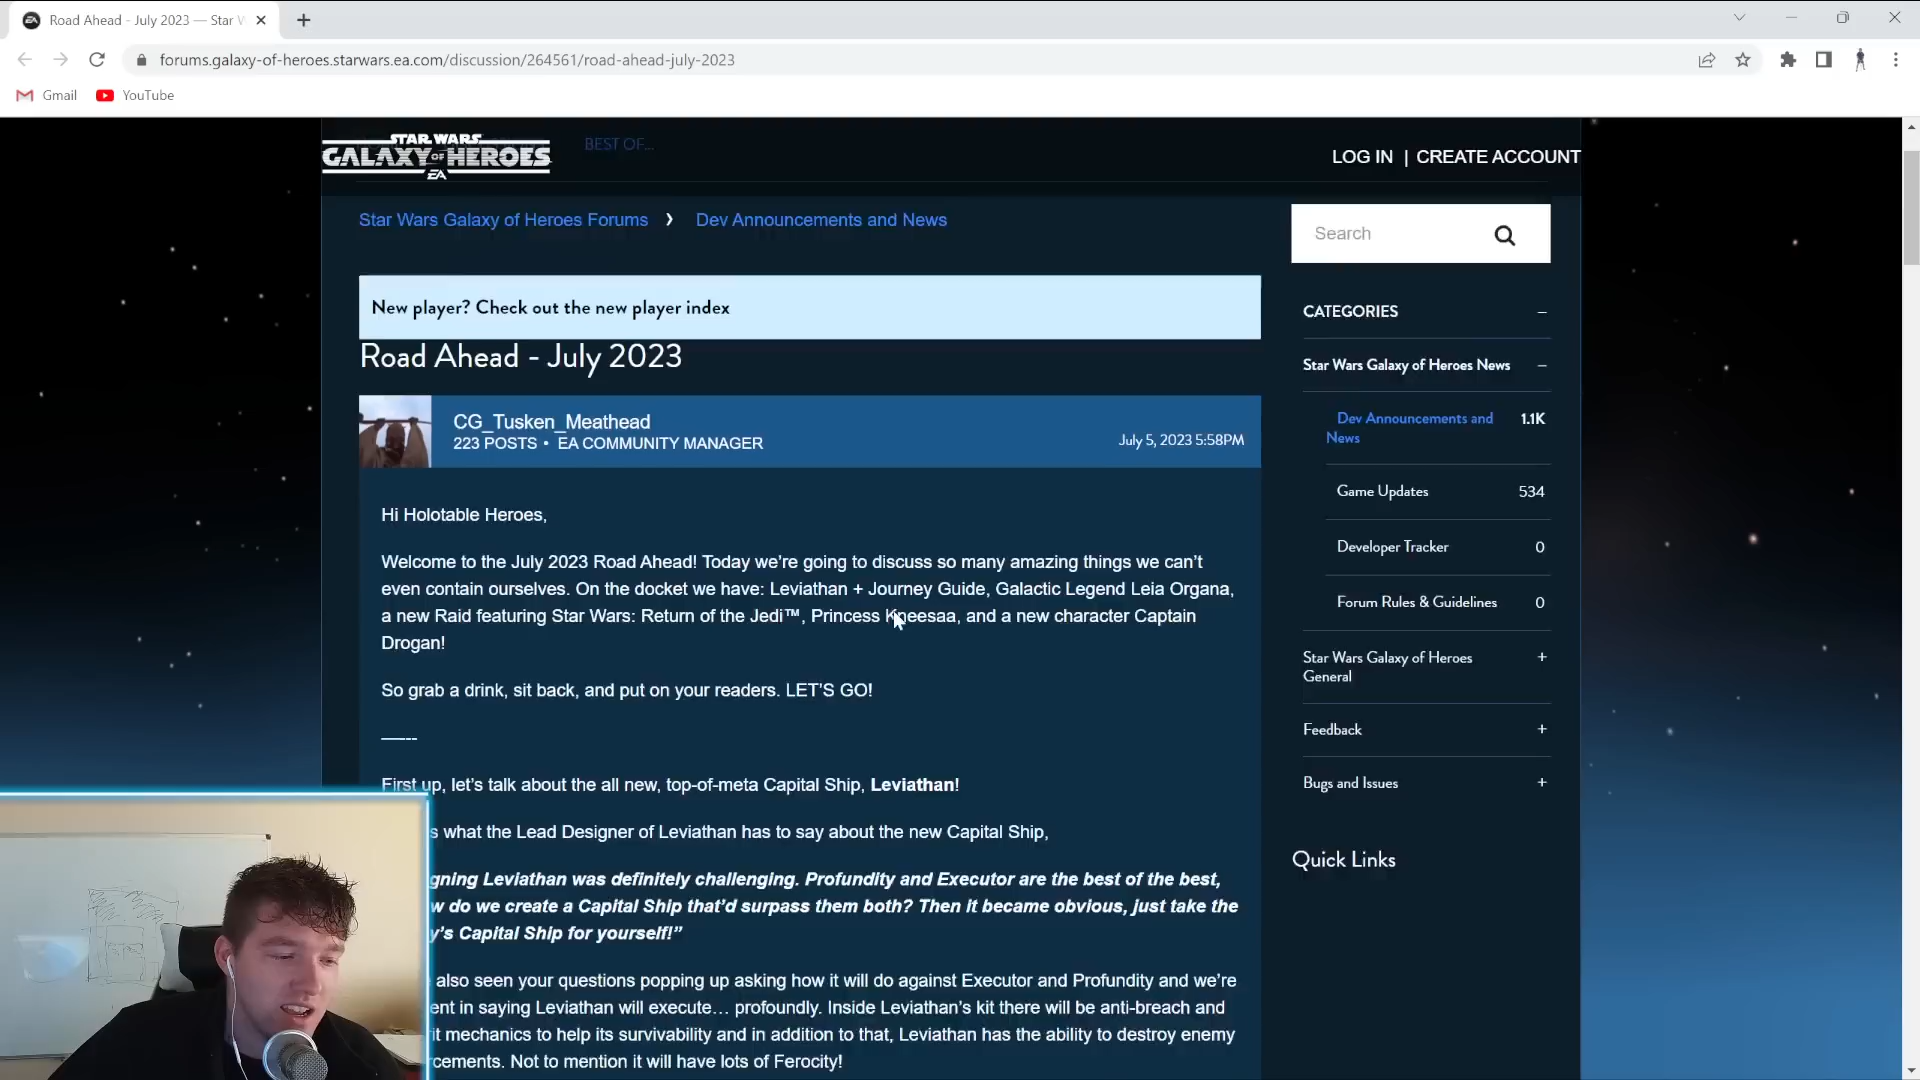 Road Ahead - July 2023 — Star W
forums.galaxy-of-heroes.starwars.ea.com/discussion/264561/road-ahead-july-2023
Gmail YouTube
STAR WARS
GALAXY OF HEROES
EA
BEST OF...
LOG IN | CREATE ACCOUNT
Star Wars Galaxy of Heroes Forums › Dev Announcements and News
New player? Check out the new player index
Road Ahead - July 2023
CG_Tusken_Meathead
223 POSTS • EA COMMUNITY MANAGER
July 5, 2023 5:58PM
Hi Holotable Heroes,
Welcome to the July 2023 Road Ahead! Today we're going to discuss so many amazing things we can't
even contain ourselves. On the docket we have: Leviathan + Journey Guide, Galactic Legend Leia Organa,
a new Raid featuring Star Wars: Return of the Jedi™, Princess Kneesaa, and a new character Captain
Drogan!
So grab a drink, sit back, and put on your readers. LET'S GO!
——--
First up, let's talk about the all new, top-of-meta Capital Ship, Leviathan!
s what the Lead Designer of Leviathan has to say about the new Capital Ship,
gning Leviathan was definitely challenging. Profundity and Executor are the best of the best,
w do we create a Capital Ship that'd surpass them both? Then it became obvious, just take the
y's Capital Ship for yourself!”
also seen your questions popping up asking how it will do against Executor and Profundity and we're
ent in saying Leviathan will execute… profoundly. Inside Leviathan's kit there will be anti-breach and
it mechanics to help its survivability and in addition to that, Leviathan has the ability to destroy enemy
rcements. Not to mention it will have lots of Ferocity!
Search
CATEGORIES –
Star Wars Galaxy of Heroes News –
Dev Announcements and 1.1K
News
Game Updates 534
Developer Tracker 0
Forum Rules & Guidelines 0
Star Wars Galaxy of Heroes +
General
Feedback +
Bugs and Issues +
Quick Links